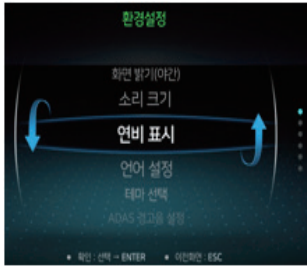 환경설정
화면 밝기(야간)
소리 크기
연비 표시
언어 설정
테마 선택
ADAS 경고음 설정
● 확인 : 선택 → ENTER ● 이전화면 : ESC